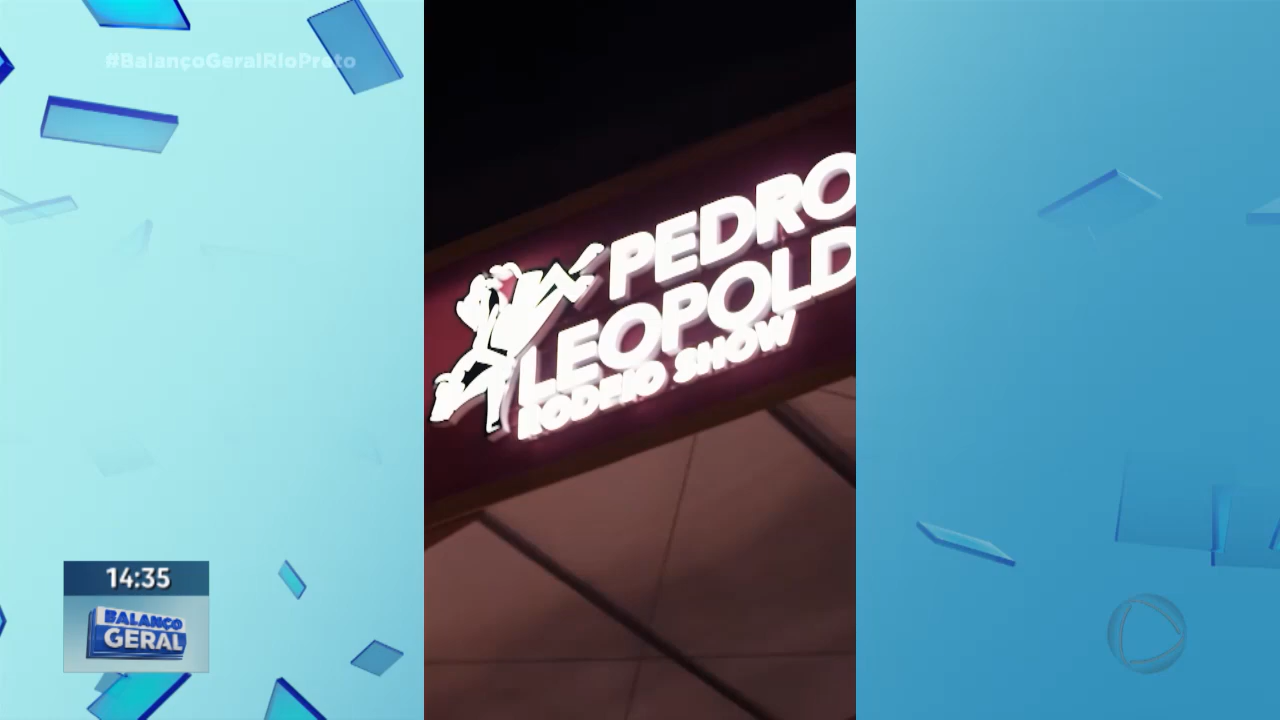 #BalançoGeralRioPreto
PEDRO
LEOPOLD
RODEIO SHOW
14:35
BALANÇO
GERAL